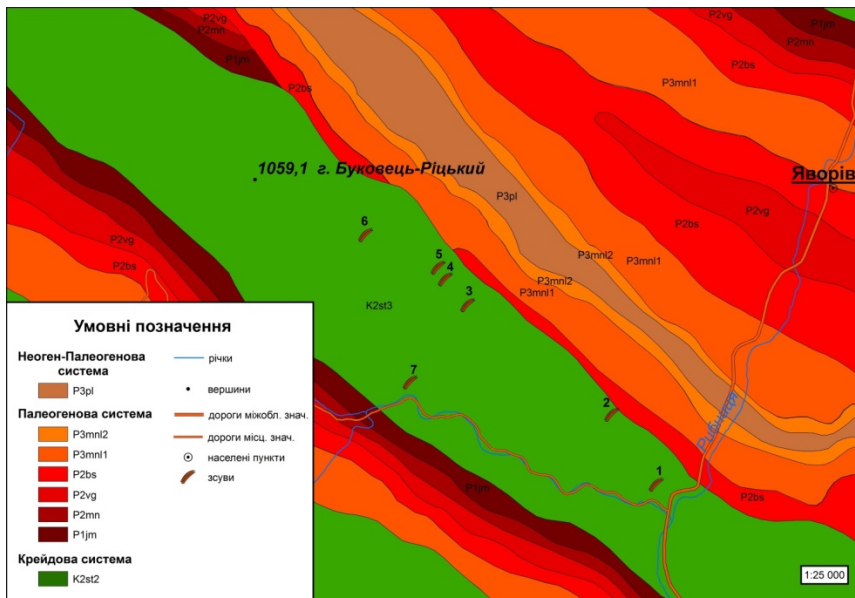 P2vg
P2mn
P1jm
P2bs
P2vg
P1jm
P2mn
P2bs
P3mnl1
1059,1 г. Буковець-Ріцький
Яворів
P3pl
P2vg
P2bs
6
P2vg
P2bs
5
4
P3mnl2
P3mnl1
P3mnl2
P3mnl1
3
K2st3
7
2
Рибниця
1
P1jm
P2bs
Умовні позначення
Неоген-Палеогенова
система
P3pl
Палеогенова система
P3mnl2
P3mnl1
P2bs
P2vg
P2mn
P1jm
Крейдова система
K2st2
річки
вершини
дороги міжобл. знач.
дороги місц. знач.
населені пункти
зсуви
1:25 000